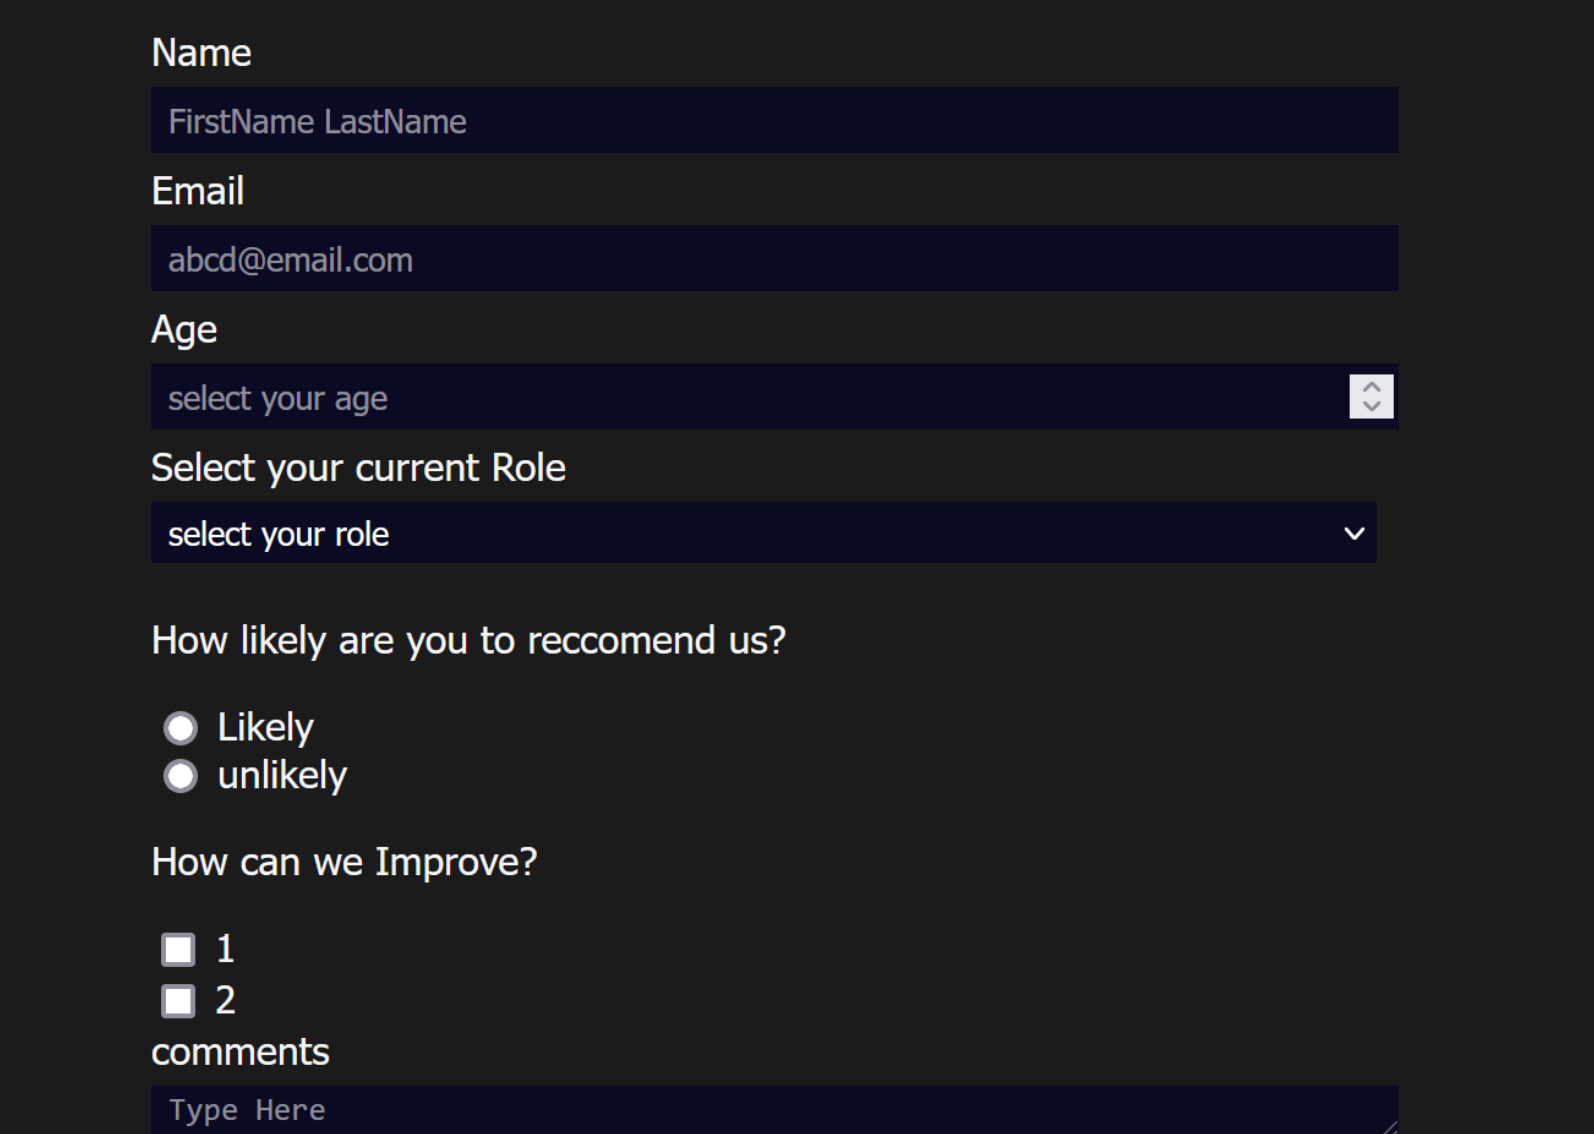 Name
FirstName LastName
Email
abcd@email.com
Age
select your age
Select your current Role
select your role
How likely are you to reccomend us?
Likely
unlikely
How can we Improve?
1
2
comments
Type Here